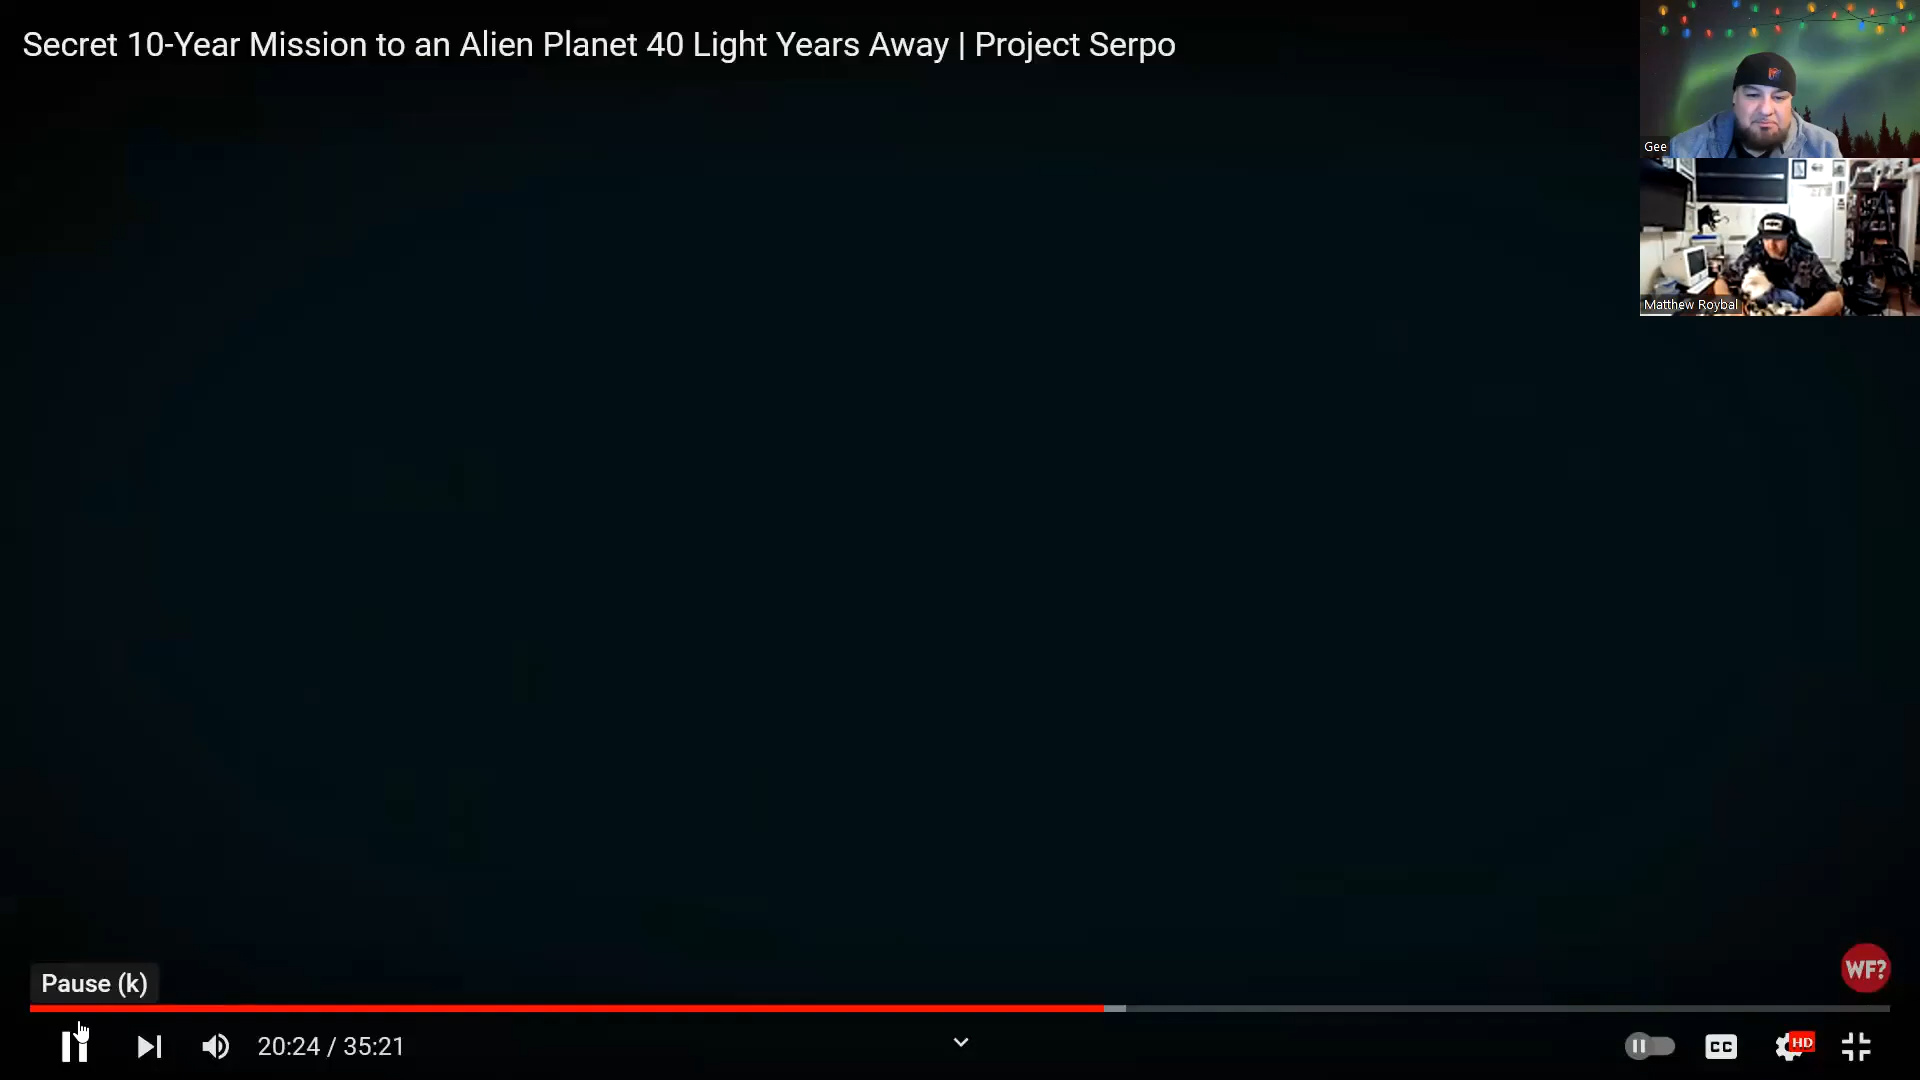 Secret 10-Year Mission to an Alien Planet 40 Light Years Away | Project Serpo
Gee
Matthew Roybal
WF?
Pause (k)
20:24 / 35:21
CC
HD